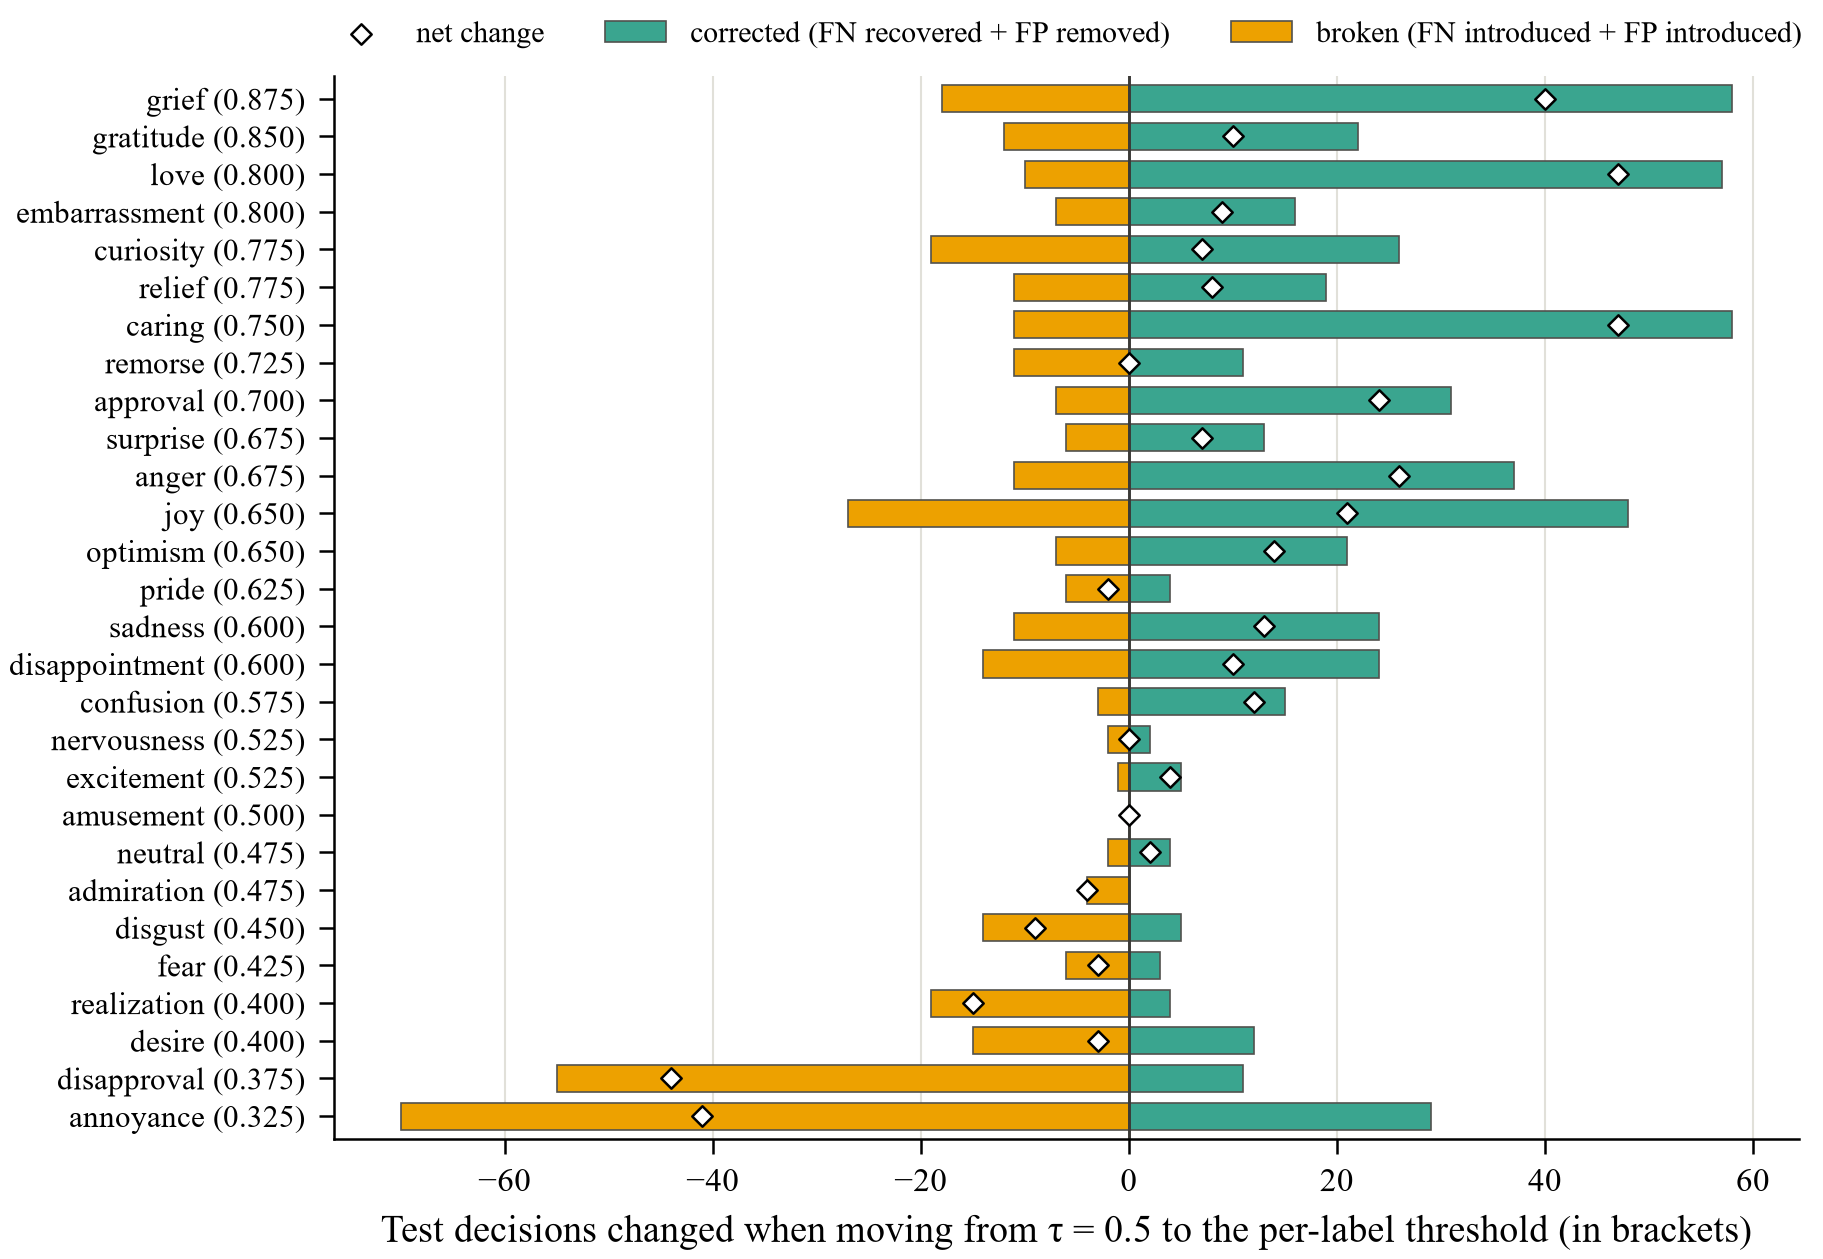 net change
corrected (FN recovered + FP removed)
broken (FN introduced + FP introduced)
grief (0.875)
gratitude (0.850)
love (0.800)
embarrassment (0.800)
curiosity (0.775)
relief (0.775)
caring (0.750)
remorse (0.725)
approval (0.700)
surprise (0.675)
anger (0.675)
joy (0.650)
optimism (0.650)
pride (0.625)
sadness (0.600)
disappointment (0.600)
confusion (0.575)
nervousness (0.525)
excitement (0.525)
amusement (0.500)
neutral (0.475)
admiration (0.475)
disgust (0.450)
fear (0.425)
realization (0.400)
desire (0.400)
disapproval (0.375)
annoyance (0.325)
−60 −40 −20 0 20 40 60
Test decisions changed when moving from τ = 0.5 to the per-label threshold (in brackets)